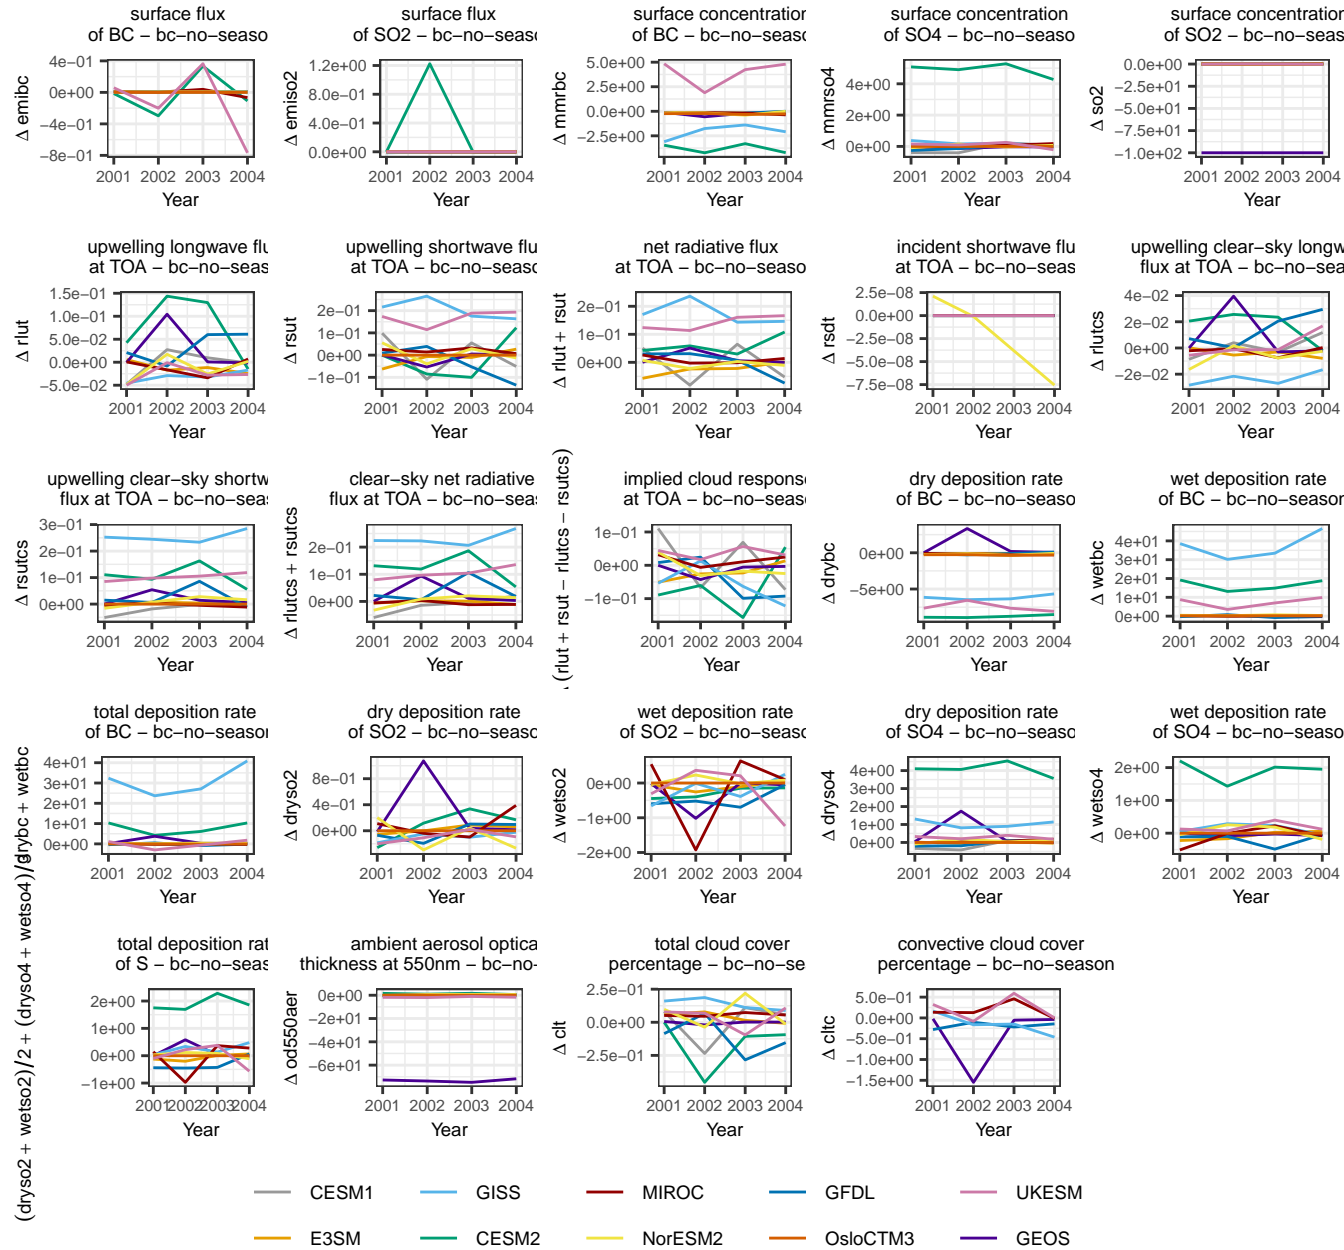 surface flux
of BC − bc−no−seaso
surface flux
of SO2 − bc−no−seaso
surface concentration
of BC − bc−no−seaso
surface concentration
of SO4 − bc−no−seaso
surface concentration
of SO2 − bc−no−seas
Δ emibc
4e−01
0e+00
−4e−01
−8e−01
2001 2002 2003 2004
Year
Δ emiso2
1.2e+00
8.0e−01
4.0e−01
0.0e+00
2001 2002 2003 2004
Year
Δ mmrbc
5.0e+00
2.5e+00
0.0e+00
−2.5e+00
2001 2002 2003 2004
Year
Δ mmrso4
4e+00
2e+00
0e+00
2001 2002 2003 2004
Year
Δ so2
0.0e+00
−2.5e+01
−5.0e+01
−7.5e+01
−1.0e+02
2001 2002 2003 2004
Year
upwelling longwave flu
at TOA − bc−no−seas
upwelling shortwave flu
at TOA − bc−no−seaso
net radiative flux
at TOA − bc−no−seaso
incident shortwave flu
at TOA − bc−no−seaso
upwelling clear−sky longw
flux at TOA − bc−no−seas
Δ rlut
1.5e−01
1.0e−01
5.0e−02
0.0e+00
−5.0e−02
2001 2002 2003 2004
Year
Δ rsut
2e−01
1e−01
0e+00
−1e−01
2001 2002 2003 2004
Year
Δ rlut + rsut
2e−01
1e−01
0e+00
2001 2002 2003 2004
Year
Δ rsdt
2.5e−08
0.0e+00
−2.5e−08
−5.0e−08
−7.5e−08
2001 2002 2003 2004
Year
Δ rlutcs
4e−02
2e−02
0e+00
−2e−02
2001 2002 2003 2004
Year
upwelling clear−sky shortw
flux at TOA − bc−no−seas
clear−sky net radiative
flux at TOA − bc−no−seas
implied cloud response
at TOA − bc−no−seaso
dry deposition rate
of BC − bc−no−seaso
wet deposition rate
of BC − bc−no−season
Δ rsutcs
3e−01
2e−01
1e−01
0e+00
2001 2002 2003 2004
Year
Δ rlutcs + rsutcs
2e−01
1e−01
0e+00
2001 2002 2003 2004
Year
(rlut + rsut − rlutcs − rsutcs)
1e−01
0e+00
−1e−01
2001 2002 2003 2004
Year
Δ drybc
0e+00
−5e+00
2001 2002 2003 2004
Year
Δ wetbc
4e+01
3e+01
2e+01
1e+01
0e+00
2001 2002 2003 2004
Year
total deposition rate
of BC − bc−no−season
dry deposition rate
of SO2 − bc−no−seaso
wet deposition rate
of SO2 − bc−no−seaso
dry deposition rate
of SO4 − bc−no−seaso
wet deposition rate
of SO4 − bc−no−seaso
drybc + wetbc
4e+01
3e+01
2e+01
1e+01
0e+00
2001 2002 2003 2004
Year
Δ dryso2
8e−01
4e−01
0e+00
2001 2002 2003 2004
Year
Δ wetso2
0e+00
−1e+00
−2e+00
2001 2002 2003 2004
Year
Δ dryso4
4e+00
3e+00
2e+00
1e+00
0e+00
2001 2002 2003 2004
Year
Δ wetso4
2e+00
1e+00
0e+00
2001 2002 2003 2004
Year
total deposition rat
of S − bc−no−seas
ambient aerosol optica
thickness at 550nm − bc−no−
total cloud cover
percentage − bc−no−se
convective cloud cover
percentage − bc−no−season
(dryso2 + wetso2)/2 + (dryso4 + wetso4)/
2e+00
1e+00
0e+00
−1e+00
2001 2002 2003 2004
Year
Δ od550aer
0e+00
−2e+01
−4e+01
−6e+01
2001 2002 2003 2004
Year
Δ clt
2.5e−01
0.0e+00
−2.5e−01
2001 2002 2003 2004
Year
Δ cltc
5.0e−01
0.0e+00
−5.0e−01
−1.0e+00
−1.5e+00
2001 2002 2003 2004
Year
CESM1 GISS MIROC GFDL UKESM
E3SM CESM2 NorESM2 OsloCTM3 GEOS